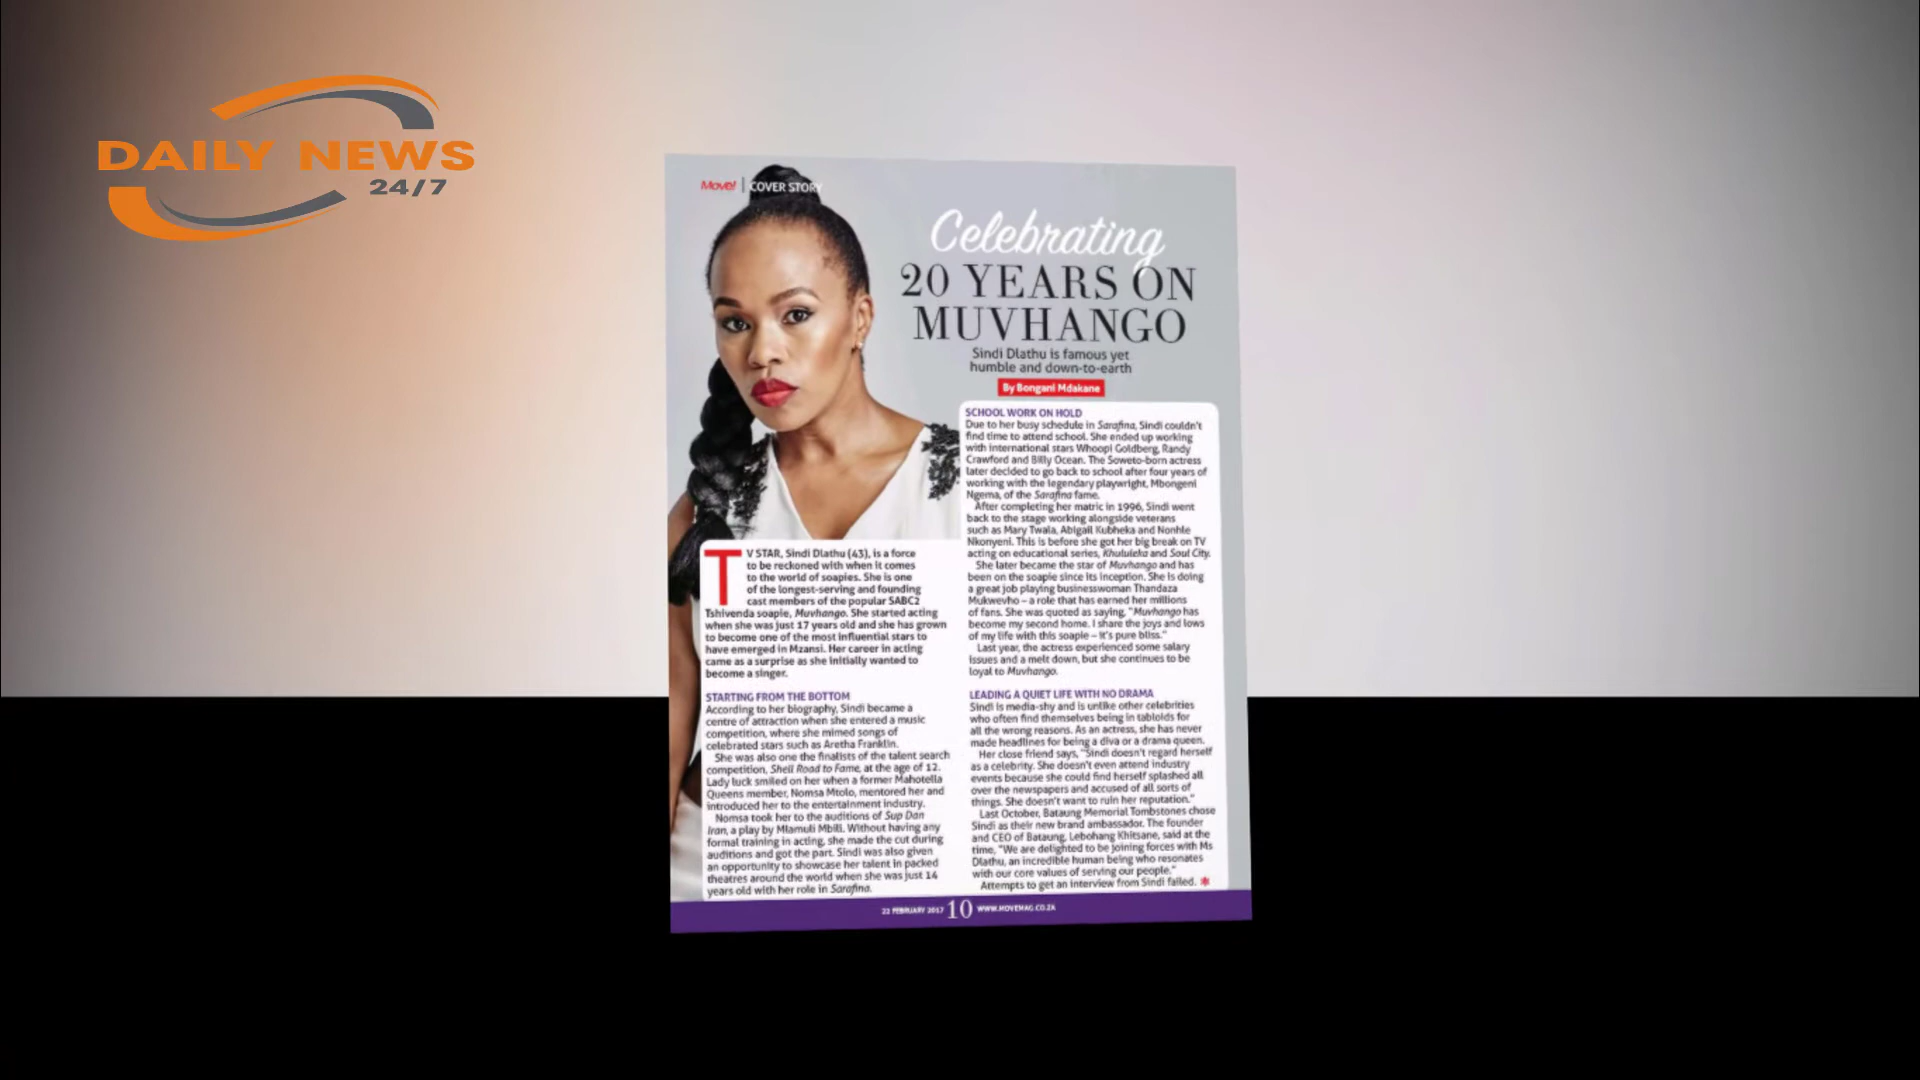 DAILY NEWS
24/7
Move! | COVER STORY
Celebrating
20 YEARS ON
MUVHANGO
Sindi Dlathu is famous yet
humble and down-to-earth
By Bongani Mdakane
TV STAR, Sindi Dlathu (43), is a force
to be reckoned with when it comes
to the world of soapies. She is one
of the longest-serving and founding
cast members of the popular SABC2
Tshivenda soapie, Muvhango. She started acting
when she was just 17 years old and she has grown
to become one of the most influential stars to
have emerged in Mzansi. Her career in acting
came as a surprise as she initially wanted to
become a singer.
STARTING FROM THE BOTTOM
According to her biography, Sindi became a
centre of attraction when she entered a music
competition, where she mimed songs of
celebrated stars such as Aretha Franklin.
She was also one the finalists of the talent search
competition, Shell Road to Fame, at the age of 12.
Lady luck smiled on her when a former Mahotella
Queens member, Nomsa Mtolo, mentored her and
introduced her to the entertainment industry.
Nomsa took her to the auditions of Sup Dan
Iran, a play by Mlamuli Mbili. Without having any
formal training in acting, she made the cut during
auditions and got the part. Sindi was also given
an opportunity to showcase her talent in packed
theatres around the world when she was just 14
years old with her role in Sarafina.
SCHOOL WORK ON HOLD
Due to her busy schedule in Sarafina, Sindi couldn't
find time to attend school. She ended up working
with international stars Whoopi Goldberg, Randy
Crawford and Billy Ocean. The Soweto-born actress
later decided to go back to school after four years of
working with the legendary playwright, Mbongeni
Ngema, of the Sarafina fame.
After completing her matric in 1996, Sindi went
back to the stage working alongside veterans
such as Mary Twala, Abigail Kubheka and Nonhle
Nkonyeni. This is before she got her big break on TV
acting on educational series, Khululeka and Soul City.
She later became the star of Muvhango and has
been on the soapie since its inception. She is doing
a great job playing businesswoman Thandaza
Mukwevho – a role that has earned her millions
of fans. She was quoted as saying, "Muvhango has
become my second home. I share the joys and lows
of my life with this soapie – it's pure bliss."
Last year, the actress experienced some salary
issues and a melt down, but she continues to be
loyal to Muvhango.
LEADING A QUIET LIFE WITH NO DRAMA
Sindi is media-shy and is unlike other celebrities
who often find themselves being in tabloids for
all the wrong reasons. As an actress, she has never
made headlines for being a diva or a drama queen.
Her close friend says, "Sindi doesn't regard herself
as a celebrity. She doesn't even attend industry
events because she could find herself splashed all
over the newspapers and accused of all sorts of
things. She doesn't want to ruin her reputation."
Last October, Bataung Memorial Tombstones chose
Sindi as their new brand ambassador. The founder
and CEO of Bataung, Lebohang Khitsane, said at the
time, "We are delighted to be joining forces with Ms
Dlathu, an incredible human being who resonates
with our core values of serving our people."
Attempts to get an interview from Sindi failed.
22 FEBRUARY 2017 10 WWW.MOVEMAG.CO.ZA